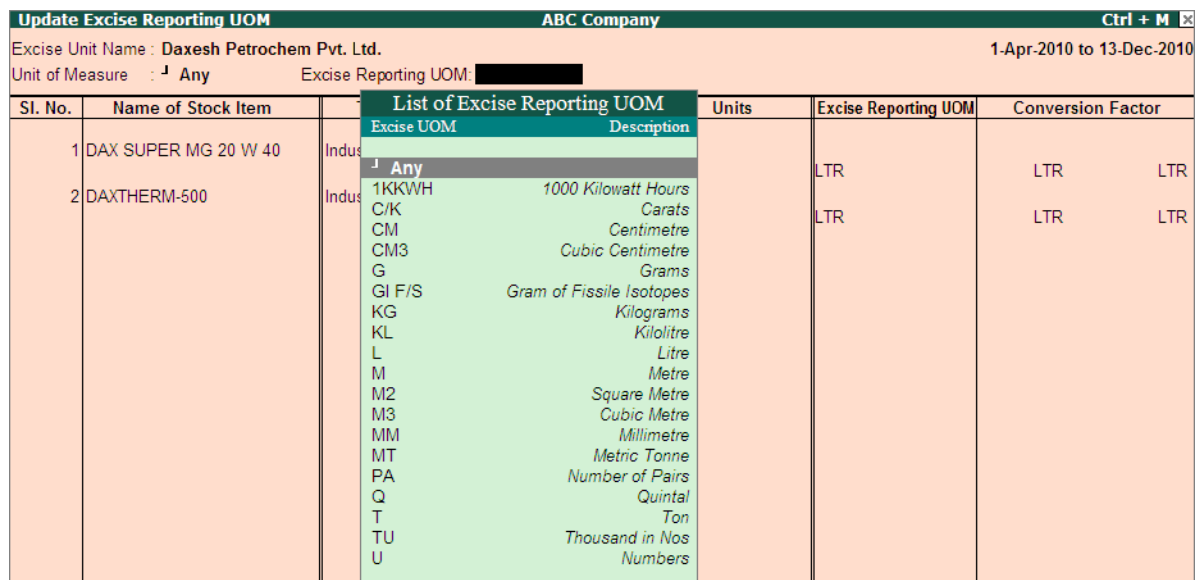 Update Excise Reporting UOM ABC Company Ctrl + M
Excise Unit Name : Daxesh Petrochem Pvt. Ltd. 1-Apr-2010 to 13-Dec-2010
Unit of Measure : ┘ Any Excise Reporting UOM:
Sl. No. Name of Stock Item Units Excise Reporting UOM Conversion Factor
1 DAX SUPER MG 20 W 40 Indus
LTR LTR LTR
2 DAXTHERM-500 Indus
LTR LTR LTR
List of Excise Reporting UOM
Excise UOM Description
┘ Any
1KKWH 1000 Kilowatt Hours
C/K Carats
CM Centimetre
CM3 Cubic Centimetre
G Grams
GI F/S Gram of Fissile Isotopes
KG Kilograms
KL Kilolitre
L Litre
M Metre
M2 Square Metre
M3 Cubic Metre
MM Millimetre
MT Metric Tonne
PA Number of Pairs
Q Quintal
T Ton
TU Thousand in Nos
U Numbers